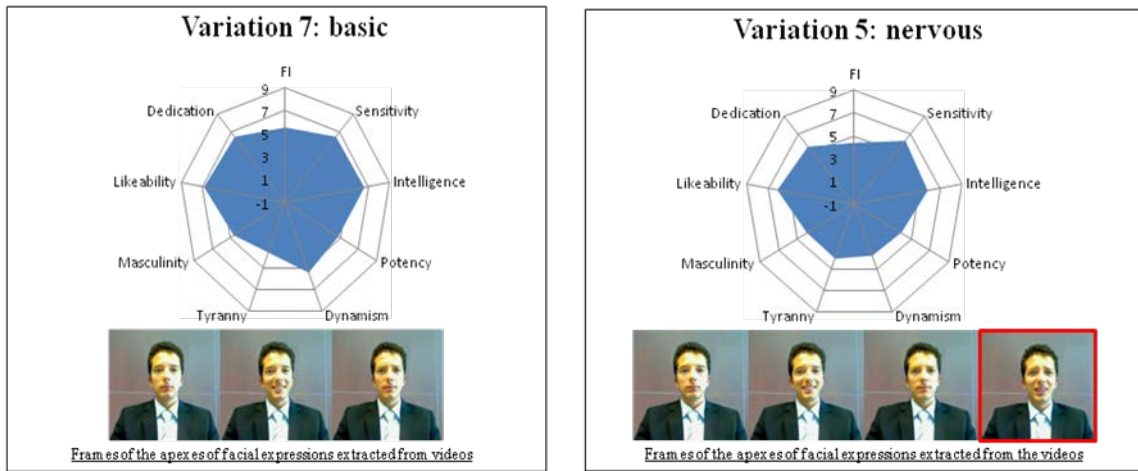 Variation 7: basic
FI
9
7
5
3
1
-1
Sensitivity
Intelligence
Potency
Dynamism
Tyranny
Masculinity
Likeability
Dedication
Frames of the apexes of facial expressions extracted from videos
Variation 5: nervous
FI
9
7
5
3
1
-1
Sensitivity
Intelligence
Potency
Dynamism
Tyranny
Masculinity
Likeability
Dedication
Frames of the apexes of facial expressions extracted from the videos